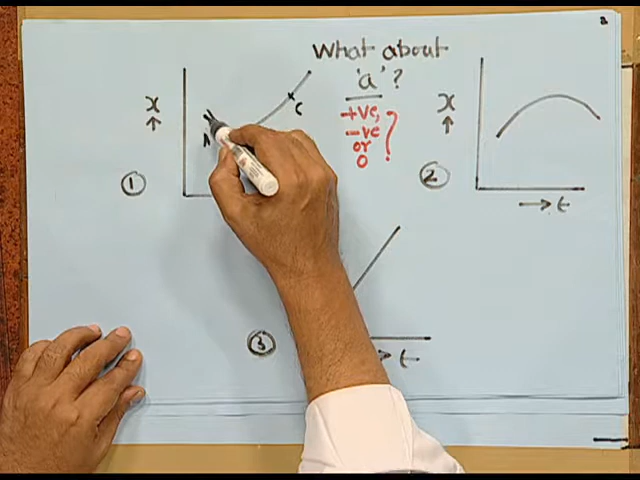 What about
'a' ?
+ve,
-ve
or
0
?
x
↑
A
C
①
x
↑
②
→ t
③
→ t